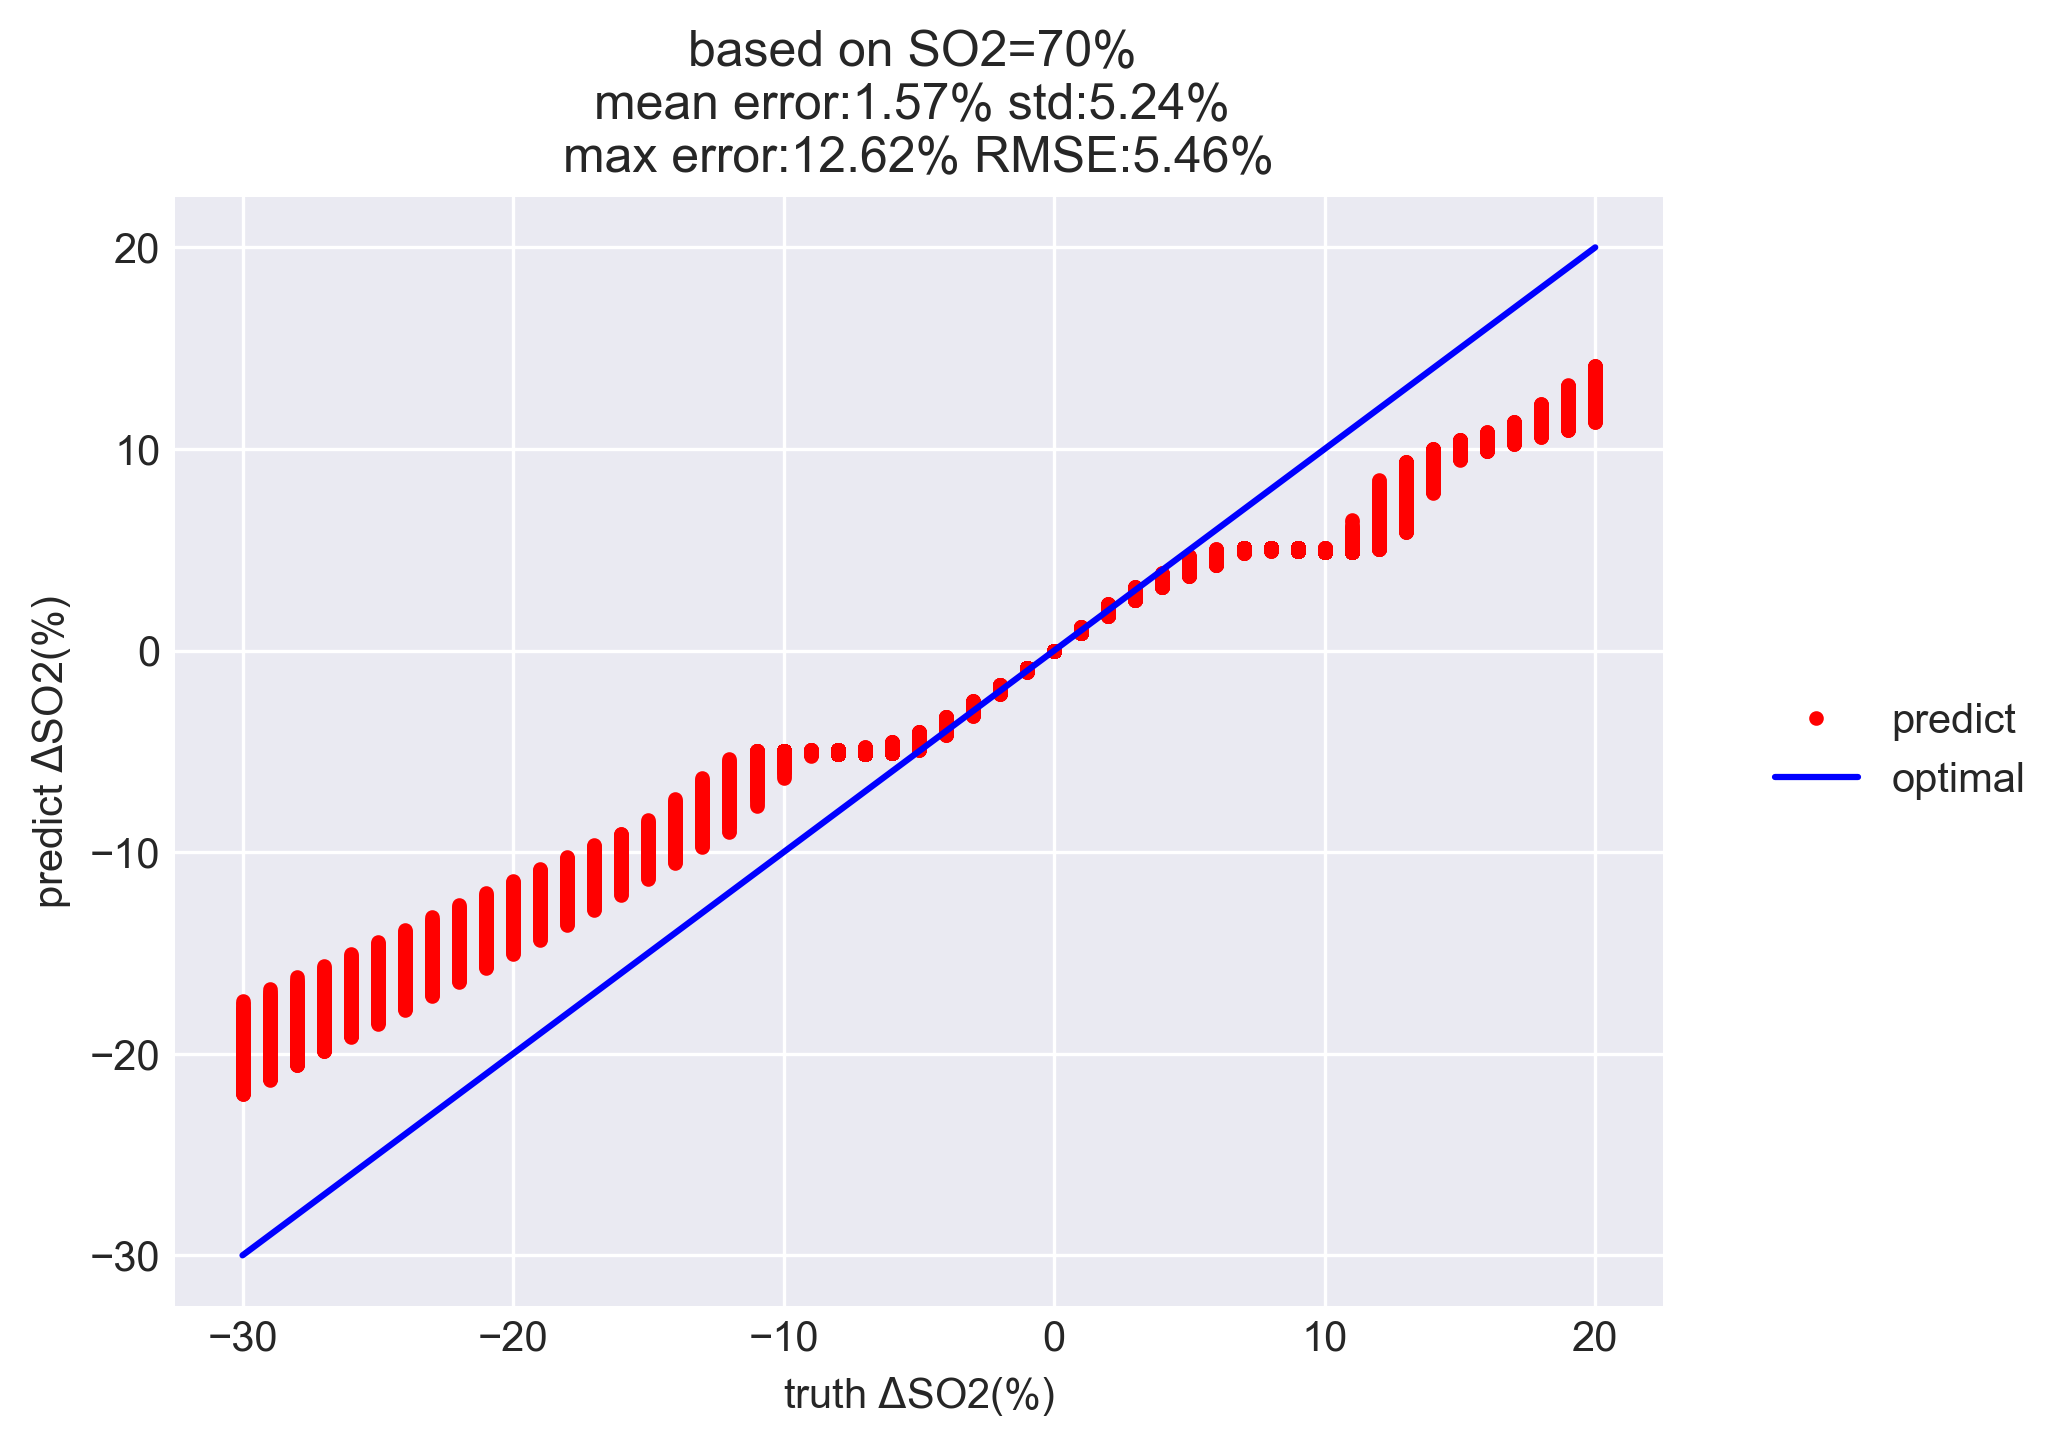 based on SO2=70%
mean error:1.57% std:5.24%
max error:12.62% RMSE:5.46%
20
10
0
−10
−20
−30
predict ΔSO2(%)
−30 −20 −10 0 10 20
truth ΔSO2(%)
predict
optimal